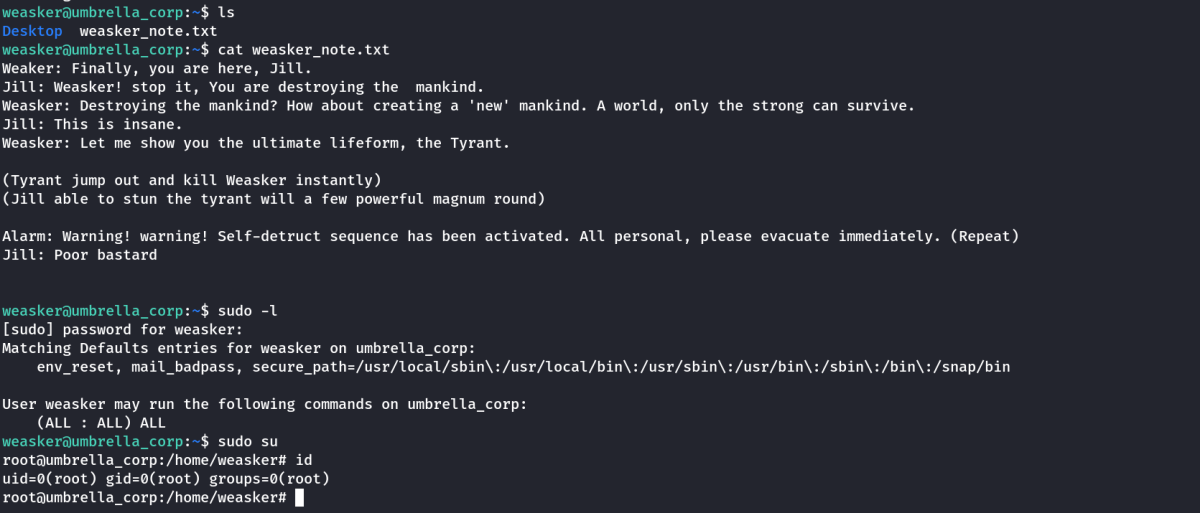 weasker@umbrella_corp:~$ ls
Desktop  weasker_note.txt
weasker@umbrella_corp:~$ cat weasker_note.txt
Weaker: Finally, you are here, Jill.
Jill: Weasker! stop it, You are destroying the  mankind.
Weasker: Destroying the mankind? How about creating a 'new' mankind. A world, only the strong can survive.
Jill: This is insane.
Weasker: Let me show you the ultimate lifeform, the Tyrant.
(Tyrant jump out and kill Weasker instantly)
(Jill able to stun the tyrant will a few powerful magnum round)
Alarm: Warning! warning! Self-detruct sequence has been activated. All personal, please evacuate immediately. (Repeat)
Jill: Poor bastard
weasker@umbrella_corp:~$ sudo -l
[sudo] password for weasker:
Matching Defaults entries for weasker on umbrella_corp:
    env_reset, mail_badpass, secure_path=/usr/local/sbin\:/usr/local/bin\:/usr/sbin\:/usr/bin\:/sbin\:/bin\:/snap/bin
User weasker may run the following commands on umbrella_corp:
    (ALL : ALL) ALL
weasker@umbrella_corp:~$ sudo su
root@umbrella_corp:/home/weasker# id
uid=0(root) gid=0(root) groups=0(root)
root@umbrella_corp:/home/weasker#